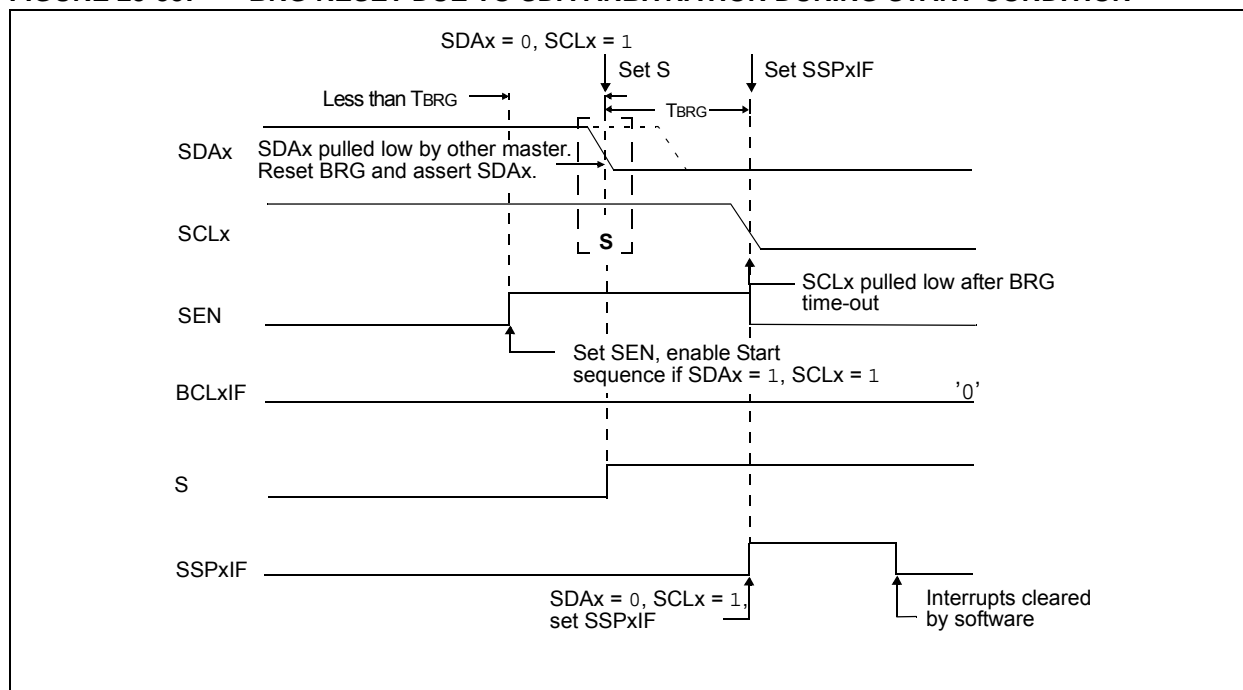 SDAx = 0, SCLx = 1
Set S
Set SSPxIF
Less than TBRG
TBRG
SDAx
SDAx pulled low by other master.
Reset BRG and assert SDAx.
SCLx
S
SCLx pulled low after BRG
time-out
SEN
Set SEN, enable Start
sequence if SDAx = 1, SCLx = 1
BCLxIF
'0'
S
SSPxIF
SDAx = 0, SCLx = 1,
set SSPxIF
Interrupts cleared
by software